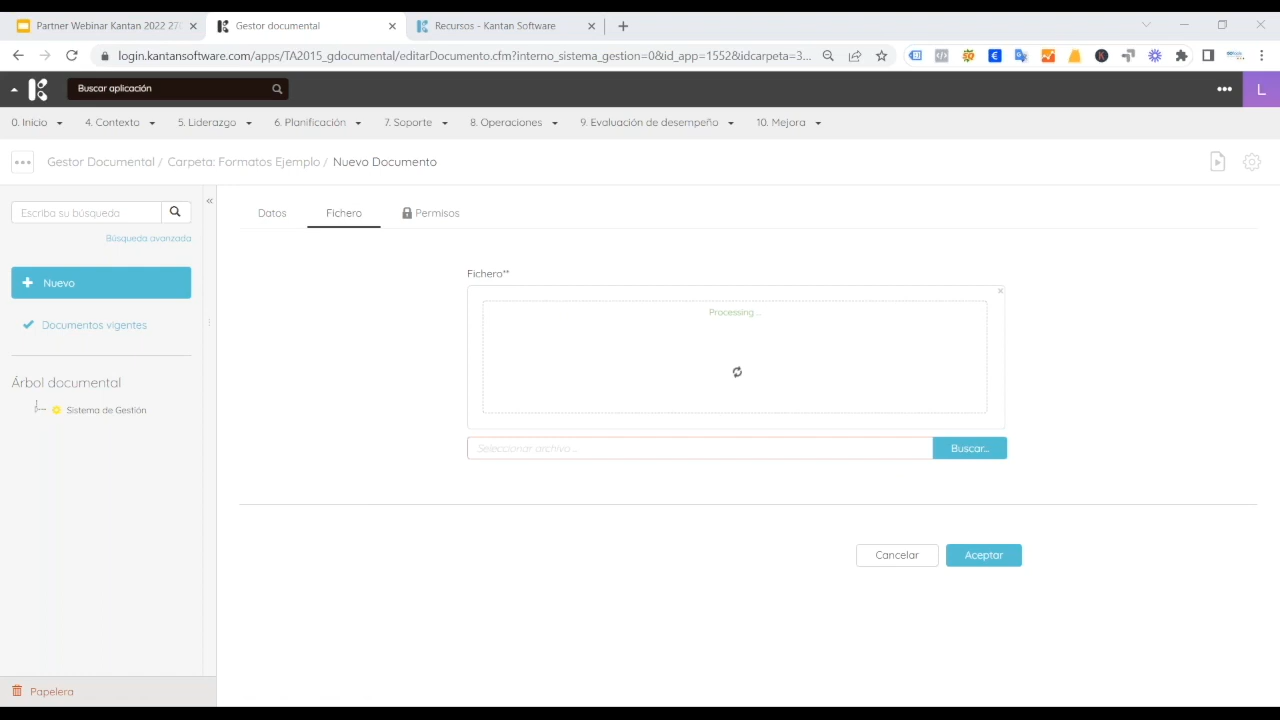 Partner Webinar Kantan 2022 27
Gestor documental
Recursos - Kantan Software
login.kantansoftware.com/apps/TA2015_gdocumental/editarDocumento.cfm?interno_sistema_gestion=0&id_app=1552&idcarpeta=3...
Buscar aplicación
L
0. Inicio
4. Contexto
5. Liderazgo
6. Planificación
7. Soporte
8. Operaciones
9. Evaluación de desempeño
10. Mejora
Gestor Documental / Carpeta: Formatos Ejemplo / Nuevo Documento
Escriba su búsqueda
Búsqueda avanzada
Nuevo
Documentos vigentes
Árbol documental
Sistema de Gestión
Papelera
Datos
Fichero
Permisos
Fichero**
Processing ...
Seleccionar archivo ...
Buscar...
Cancelar
Aceptar